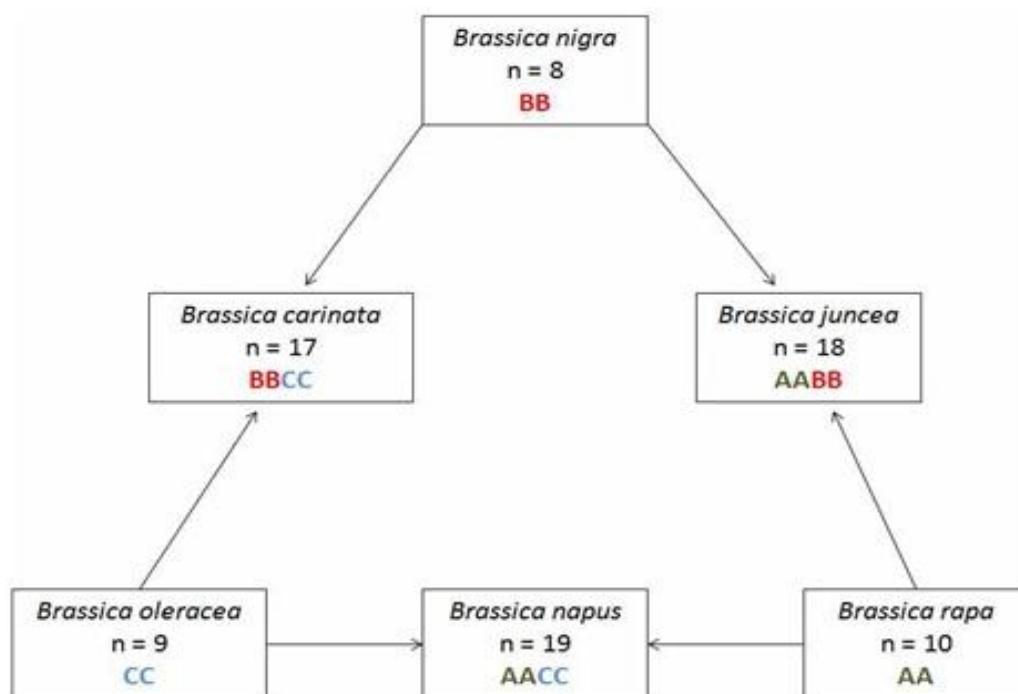 Brassica nigra
n = 8
BB
Brassica carinata
n = 17
BBCC
Brassica juncea
n = 18
AABB
Brassica oleracea
n = 9
CC
Brassica napus
n = 19
AACC
Brassica rapa
n = 10
AA